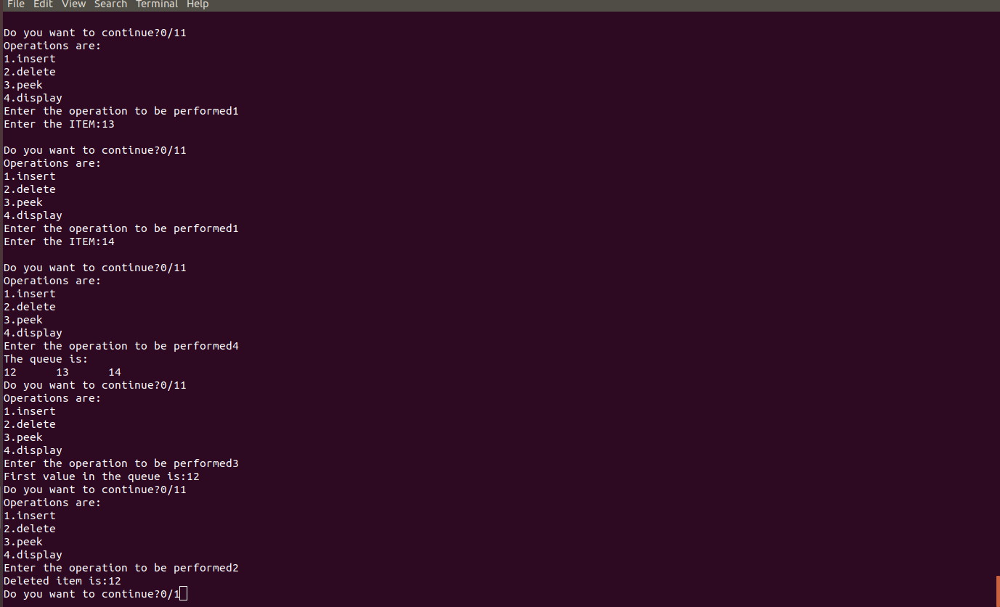 File Edit View Search Terminal Help
Do you want to continue?0/11
Operations are:
1.insert
2.delete
3.peek
4.display
Enter the operation to be performed1
Enter the ITEM:13
Do you want to continue?0/11
Operations are:
1.insert
2.delete
3.peek
4.display
Enter the operation to be performed1
Enter the ITEM:14
Do you want to continue?0/11
Operations are:
1.insert
2.delete
3.peek
4.display
Enter the operation to be performed4
The queue is:
12 13 14
Do you want to continue?0/11
Operations are:
1.insert
2.delete
3.peek
4.display
Enter the operation to be performed3
First value in the queue is:12
Do you want to continue?0/11
Operations are:
1.insert
2.delete
3.peek
4.display
Enter the operation to be performed2
Deleted item is:12
Do you want to continue?0/1